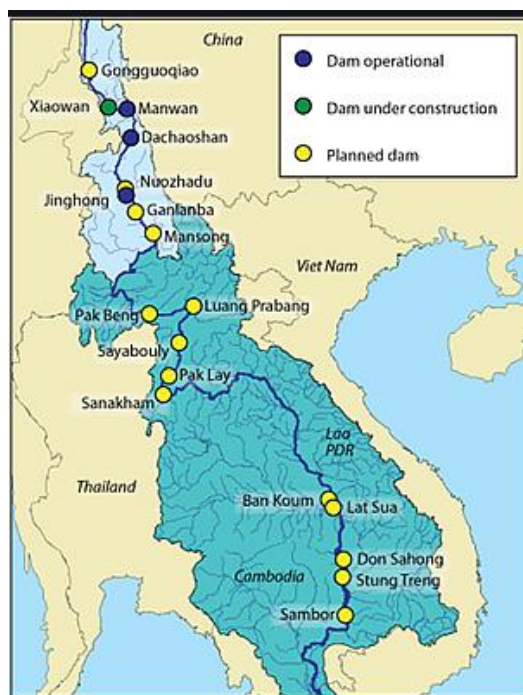 China
Dam operational
Gongguoqiao
Xiaowan
Manwan
Dam under construction
Dachaoshan
Planned dam
Nuozhadu
Jinghong
Ganlanba
Mansong
Viet Nam
Luang Prabang
Pak Beng
Sayabouly
Pak Lay
Sanakham
Lao
PDR
Thailand
Ban Koum
Lat Sua
Don Sahong
Cambodia
Stung Treng
Sambor